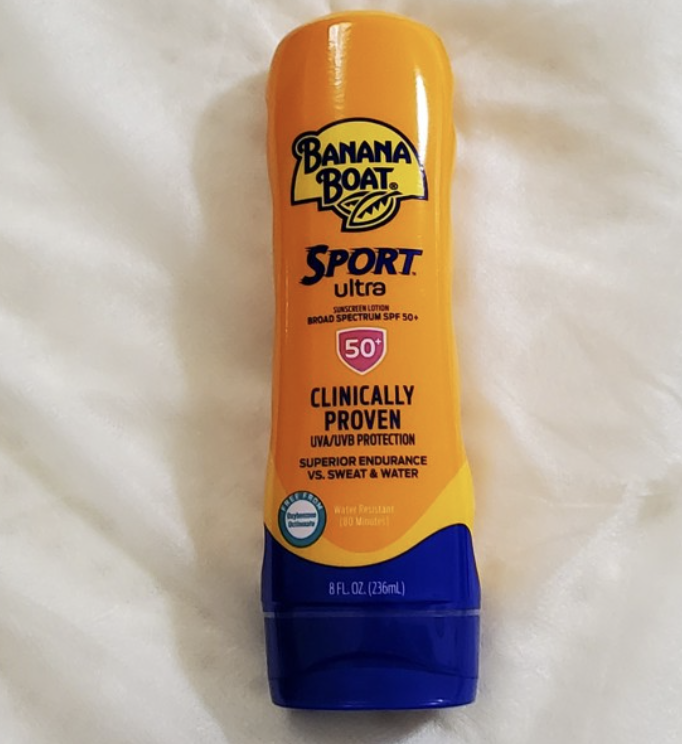 BANANA
BOAT®
SPORT™
ultra
SUNSCREEN LOTION
BROAD SPECTRUM SPF 50+
50+
CLINICALLY
PROVEN
UVA/UVB PROTECTION
SUPERIOR ENDURANCE
VS. SWEAT & WATER
FREE FROM
Oxybenzone
Octinoxate
Water Resistant
(80 Minutes)
8 FL. OZ. (236mL)